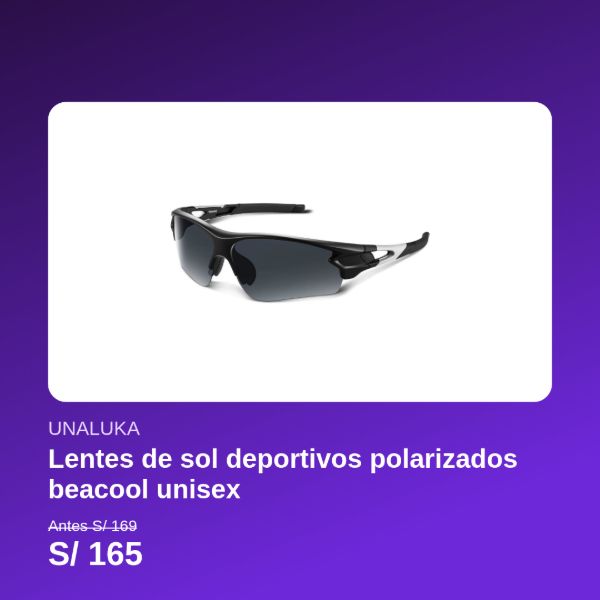 UNALUKA
Lentes de sol deportivos polarizados
beacool unisex
Antes S/ 169
S/ 165